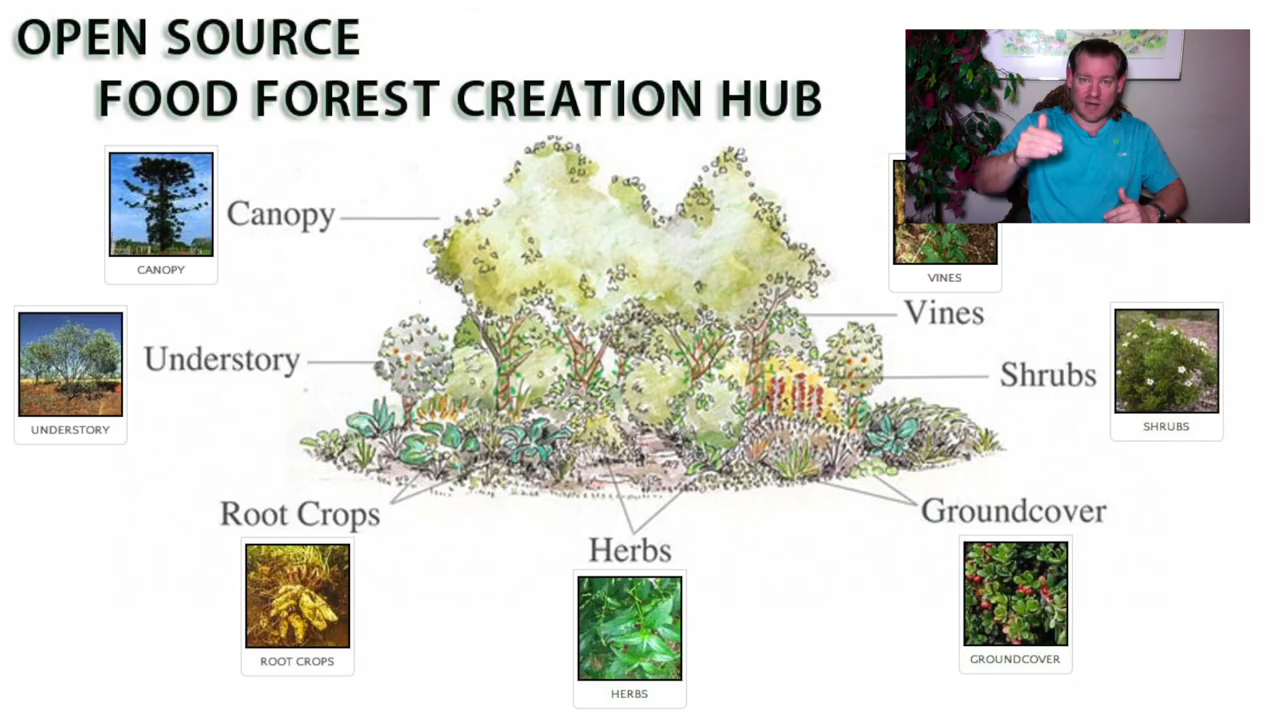 OPEN SOURCE
FOOD FOREST CREATION HUB
Canopy
CANOPY
VINES
Vines
Understory
UNDERSTORY
Shrubs
SHRUBS
Root Crops
ROOT CROPS
Herbs
HERBS
Groundcover
GROUNDCOVER